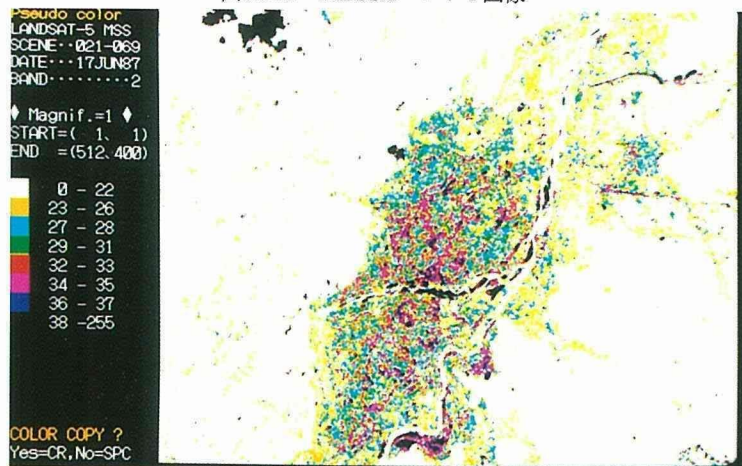 画像
Pseudo color
LANDSAT-5 MSS
SCENE··021-069
DATE···17JUN87
BAND·········2
♦ Magnif.=1 ♦
START=( 1、 1)
END =(512、400)
0 - 22
23 - 26
27 - 28
29 - 31
32 - 33
34 - 35
36 - 37
38 -255
COLOR COPY ?
Yes=CR,No=SPC